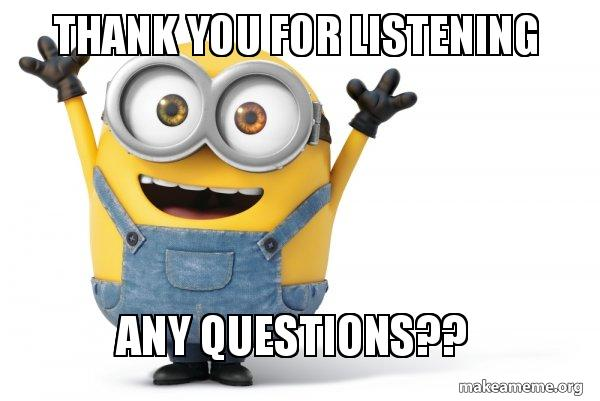 THANK YOU FOR LISTENING
ANY QUESTIONS??
makeameme.org